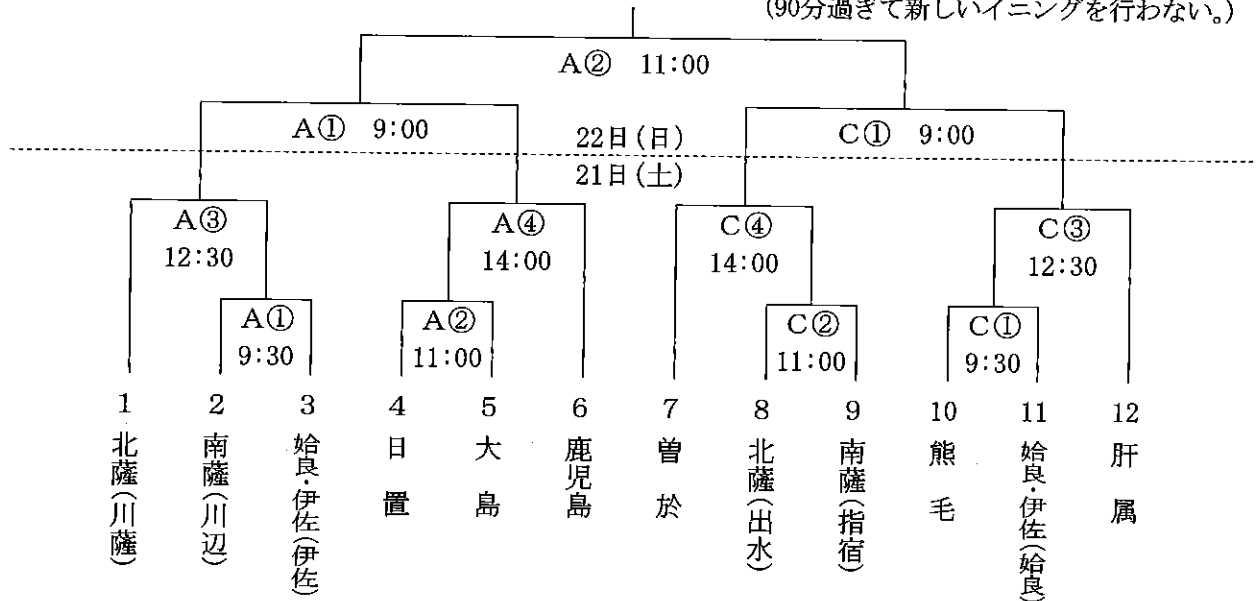 (90分過ぎて新しいイニングを行わない。)
A② 11:00
A① 9:00
22日(日)
C① 9:00
21日(土)
A③
12:30
A④
14:00
C④
14:00
C③
12:30
A①
9:30
A②
11:00
C②
11:00
C①
9:30
1
北薩(川薩)
2
南薩(川辺)
3
姶良・伊佐(伊佐)
4
日置
5
大島
6
鹿児島
7
曽於
8
北薩(出水)
9
南薩(指宿)
10
熊毛
11
姶良・伊佐(姶良)
12
肝属